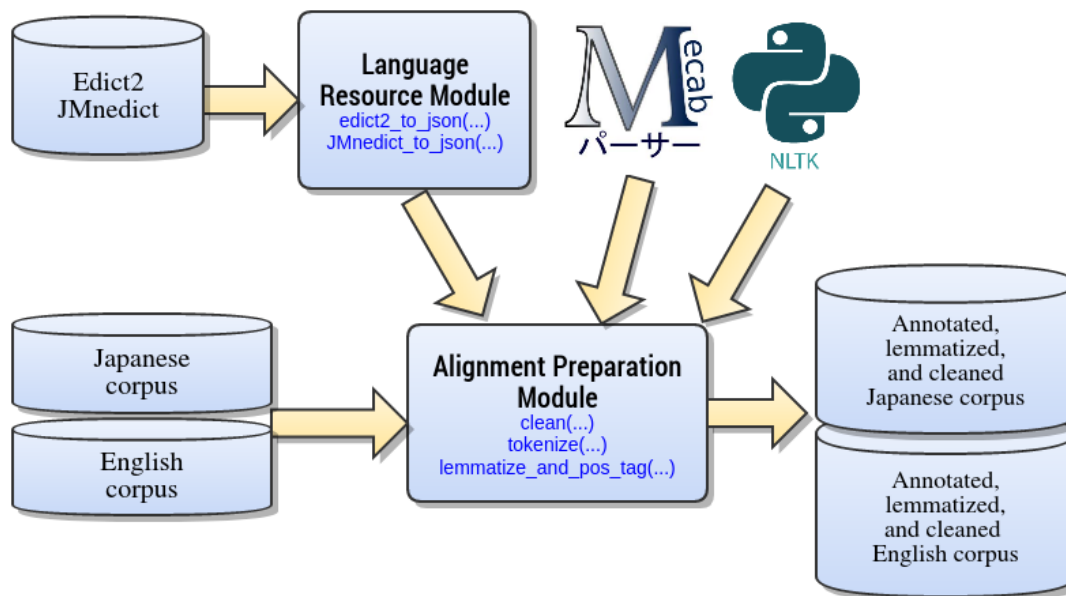 Edict2
JMnedict
Language
Resource Module
edict2_to_json(...)
JMnedict_to_json(...)
Mecab
パーサー
NLTK
Japanese
corpus
English
corpus
Alignment Preparation
Module
clean(...)
tokenize(...)
lemmatize_and_pos_tag(...)
Annotated,
lemmatized,
and cleaned
Japanese corpus
Annotated,
lemmatized,
and cleaned
English corpus